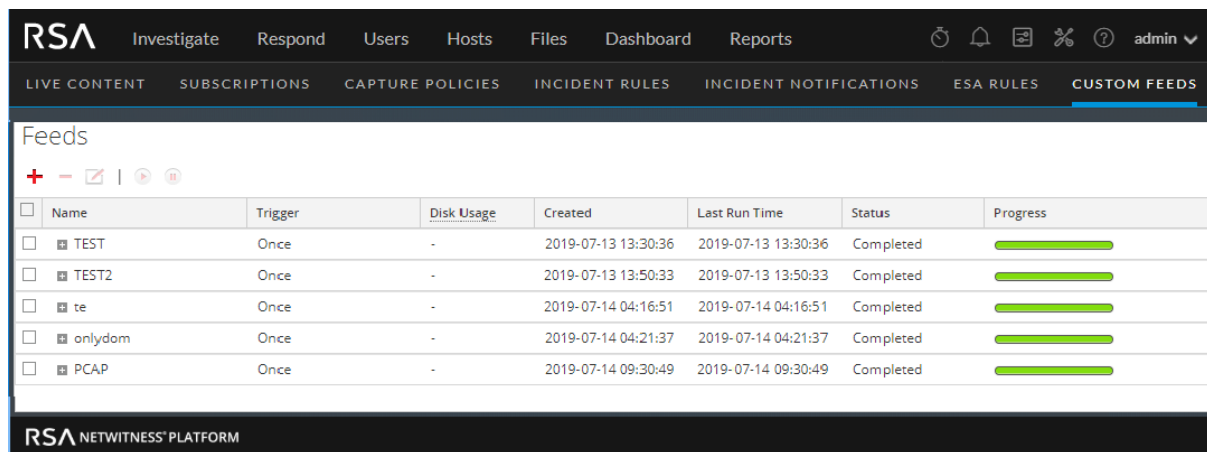 RSA Investigate Respond Users Hosts Files Dashboard Reports admin
LIVE CONTENT SUBSCRIPTIONS CAPTURE POLICIES INCIDENT RULES INCIDENT NOTIFICATIONS ESA RULES CUSTOM FEEDS
Feeds
Name Trigger Disk Usage Created Last Run Time Status Progress
TEST Once - 2019-07-13 13:30:36 2019-07-13 13:30:36 Completed
TEST2 Once - 2019-07-13 13:50:33 2019-07-13 13:50:33 Completed
te Once - 2019-07-14 04:16:51 2019-07-14 04:16:51 Completed
onlydom Once - 2019-07-14 04:21:37 2019-07-14 04:21:37 Completed
PCAP Once - 2019-07-14 09:30:49 2019-07-14 09:30:49 Completed
RSA NETWITNESS® PLATFORM